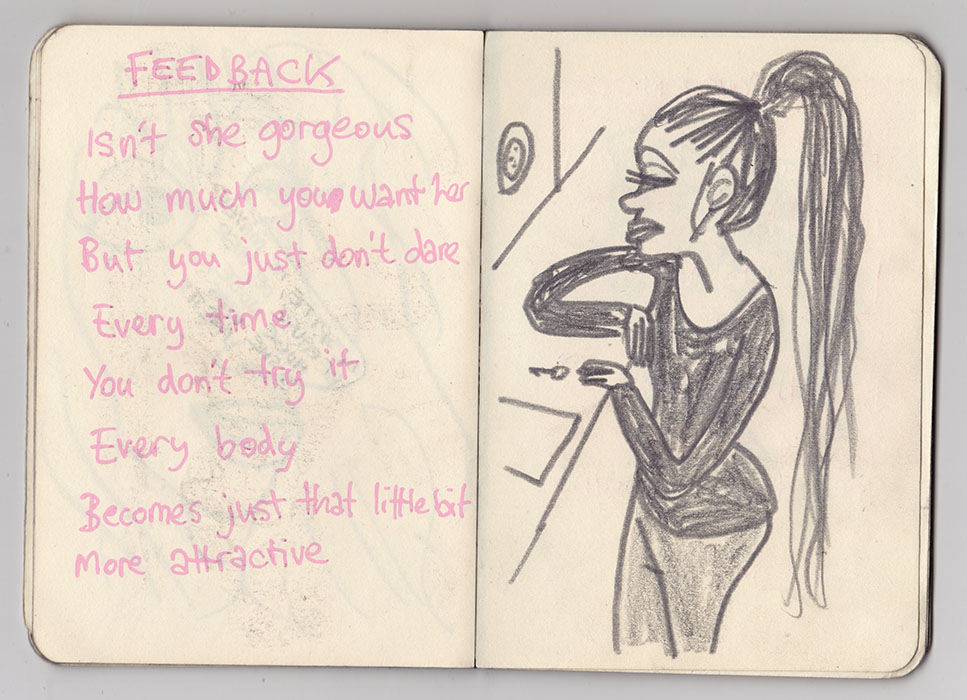 FEEDBACK
Isn't she gorgeous
How much you want her
But you just don't dare
Every time
You don't try it
Every body
Becomes just that little bit
More attractive